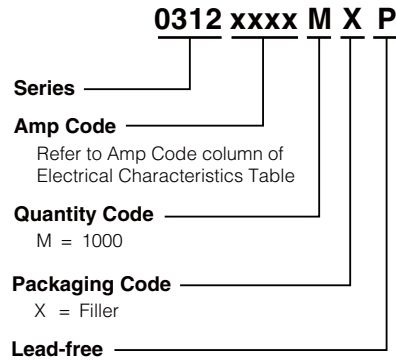 0312 xxxx M X P
Series
Amp Code
Refer to Amp Code column of
Electrical Characteristics Table
Quantity Code
M = 1000
Packaging Code
X = Filler
Lead-free